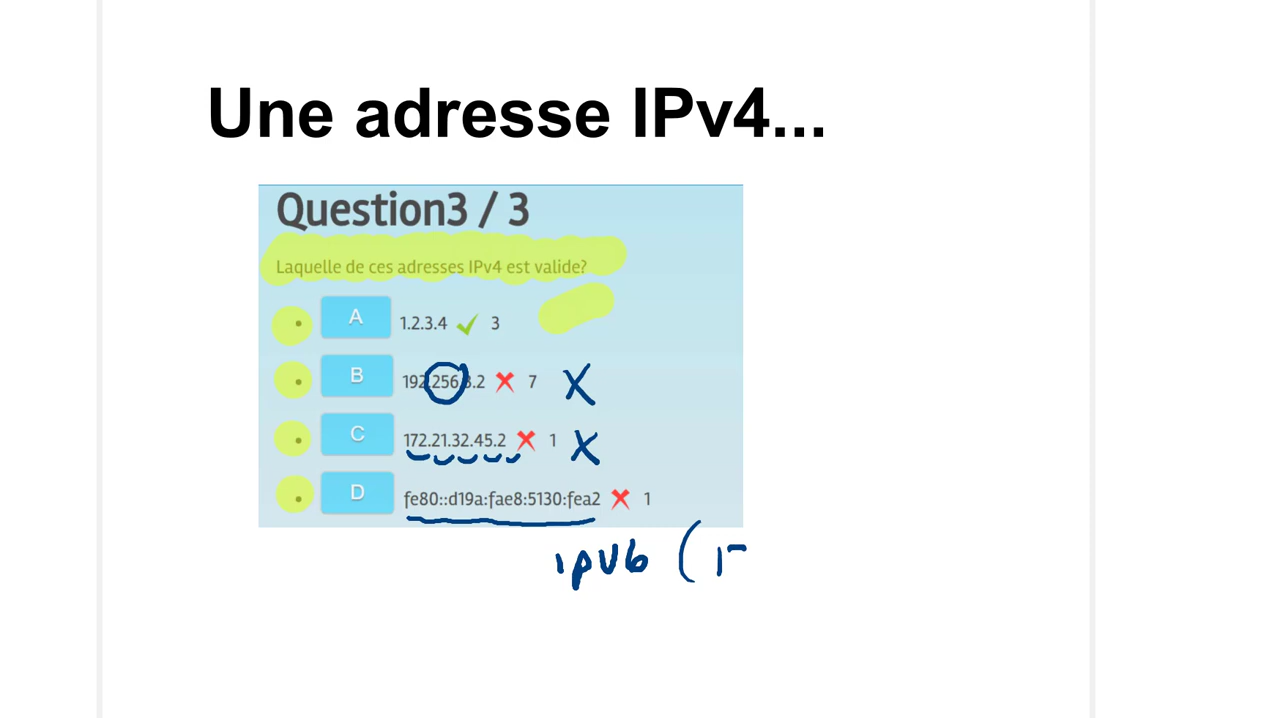 Une adresse IPv4...
Question3 / 3
Laquelle de ces adresses IPv4 est valide?
A 1.2.3.4 ✓ 3
B 192.256.3.2 ✗ 7 X
C 172.21.32.45.2 ✗ 1 X
D fe80::d19a:fae8:5130:fea2 ✗ 1
ipv6 (